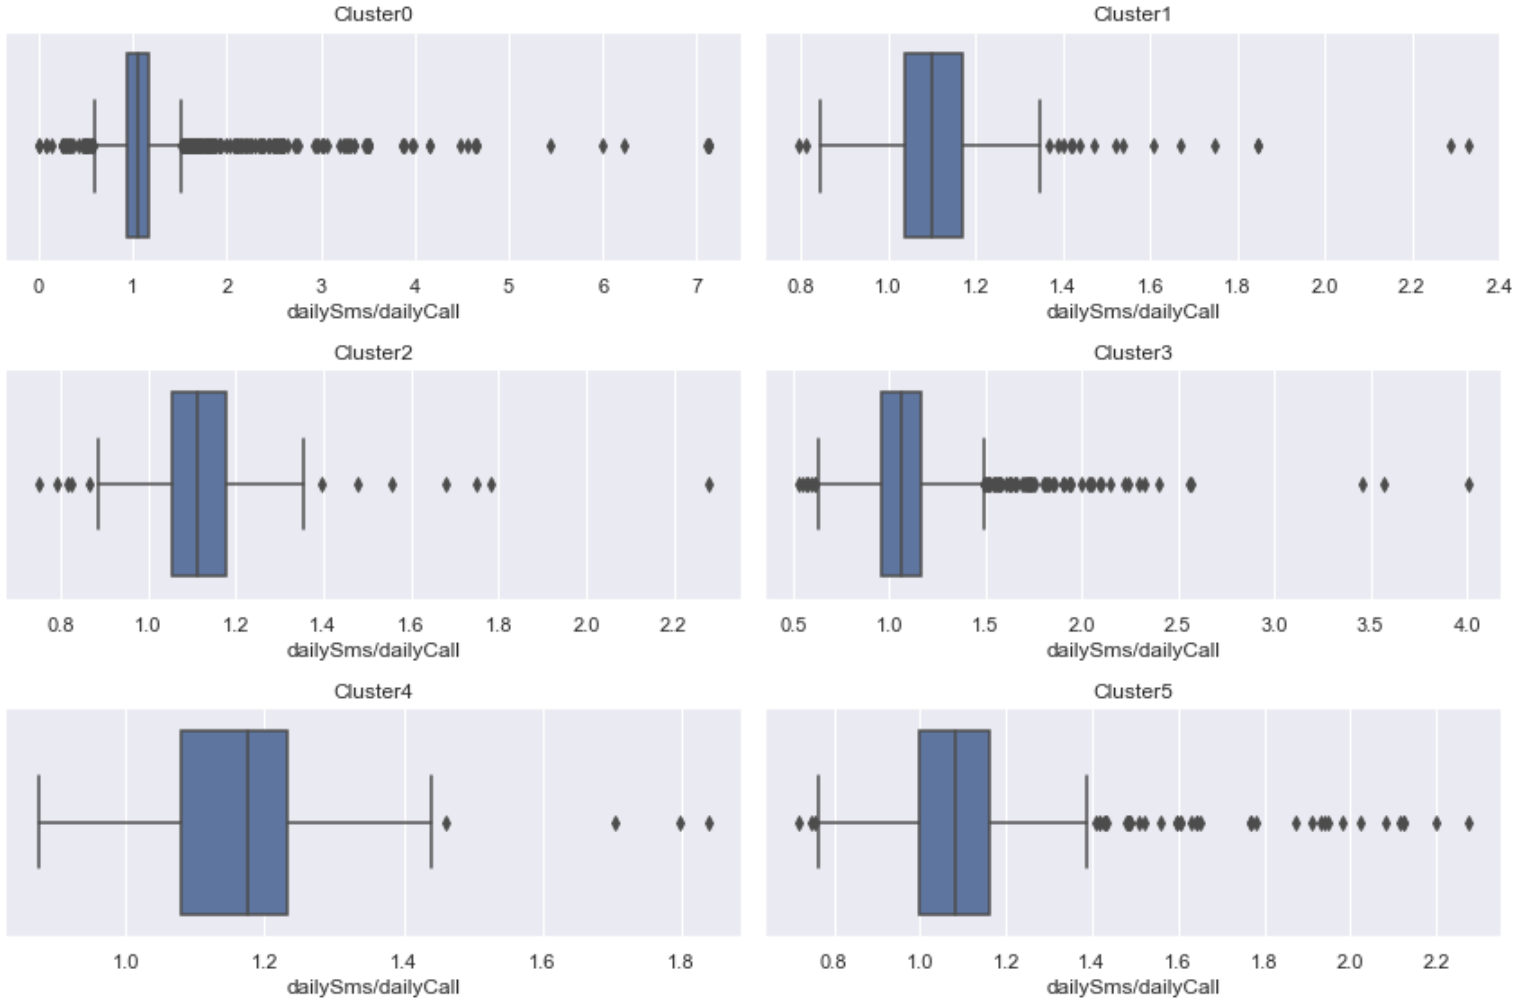 Cluster0
0 1 2 3 4 5 6 7
dailySms/dailyCall
Cluster1
0.8 1.0 1.2 1.4 1.6 1.8 2.0 2.2 2.4
dailySms/dailyCall
Cluster2
0.8 1.0 1.2 1.4 1.6 1.8 2.0 2.2
dailySms/dailyCall
Cluster3
0.5 1.0 1.5 2.0 2.5 3.0 3.5 4.0
dailySms/dailyCall
Cluster4
1.0 1.2 1.4 1.6 1.8
dailySms/dailyCall
Cluster5
0.8 1.0 1.2 1.4 1.6 1.8 2.0 2.2
dailySms/dailyCall